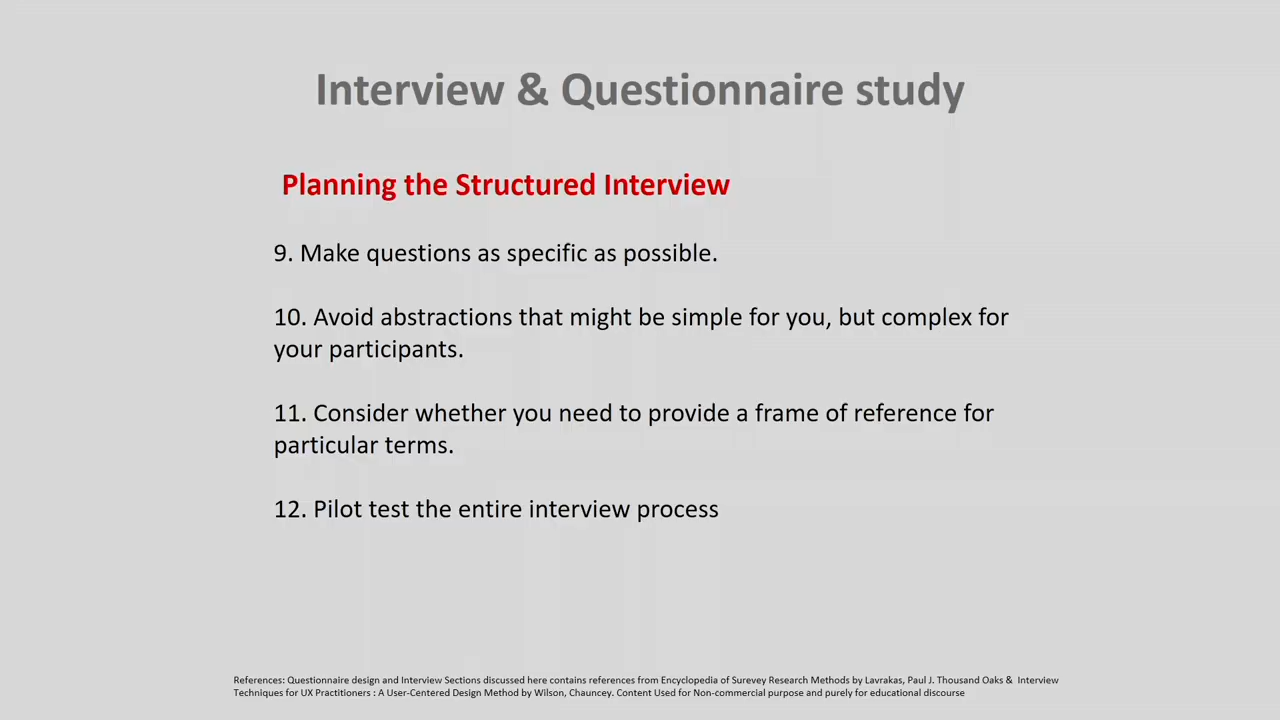 Interview & Questionnaire study
Planning the Structured Interview
9. Make questions as specific as possible.
10. Avoid abstractions that might be simple for you, but complex for
your participants.
11. Consider whether you need to provide a frame of reference for
particular terms.
12. Pilot test the entire interview process
References: Questionnaire design and Interview Sections discussed here contains references from Encyclopedia of Surevey Research Methods by Lavrakas, Paul J. Thousand Oaks & Interview
Techniques for UX Practitioners : A User-Centered Design Method by Wilson, Chauncey. Content Used for Non-commercial purpose and purely for educational discourse